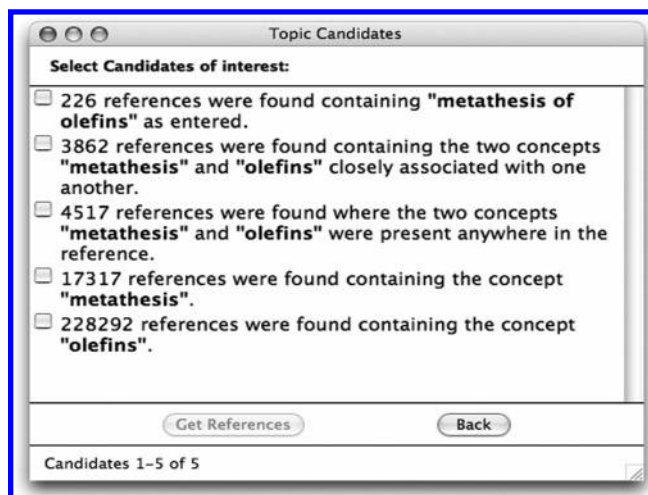 Topic Candidates
Select Candidates of interest:
226 references were found containing "metathesis of
olefins" as entered.
3862 references were found containing the two concepts
"metathesis" and "olefins" closely associated with one
another.
4517 references were found where the two concepts
"metathesis" and "olefins" were present anywhere in the
reference.
17317 references were found containing the concept
"metathesis".
228292 references were found containing the concept
"olefins".
Get References Back
Candidates 1-5 of 5